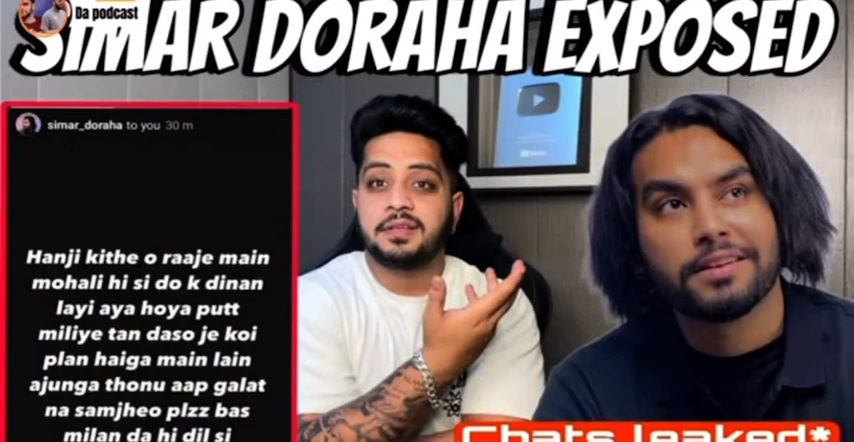 Da podcast
SIMAR DORAHA EXPOSED
simar_doraha to you 30 m
Hanji kithe o raaje main
mohali hi si do k dinan
layi aya hoya putt
miliye tan daso je koi
plan haiga main lain
ajunga thonu aap galat
na samjheo plzz bas
milan da hi dil si
Chats leaked*